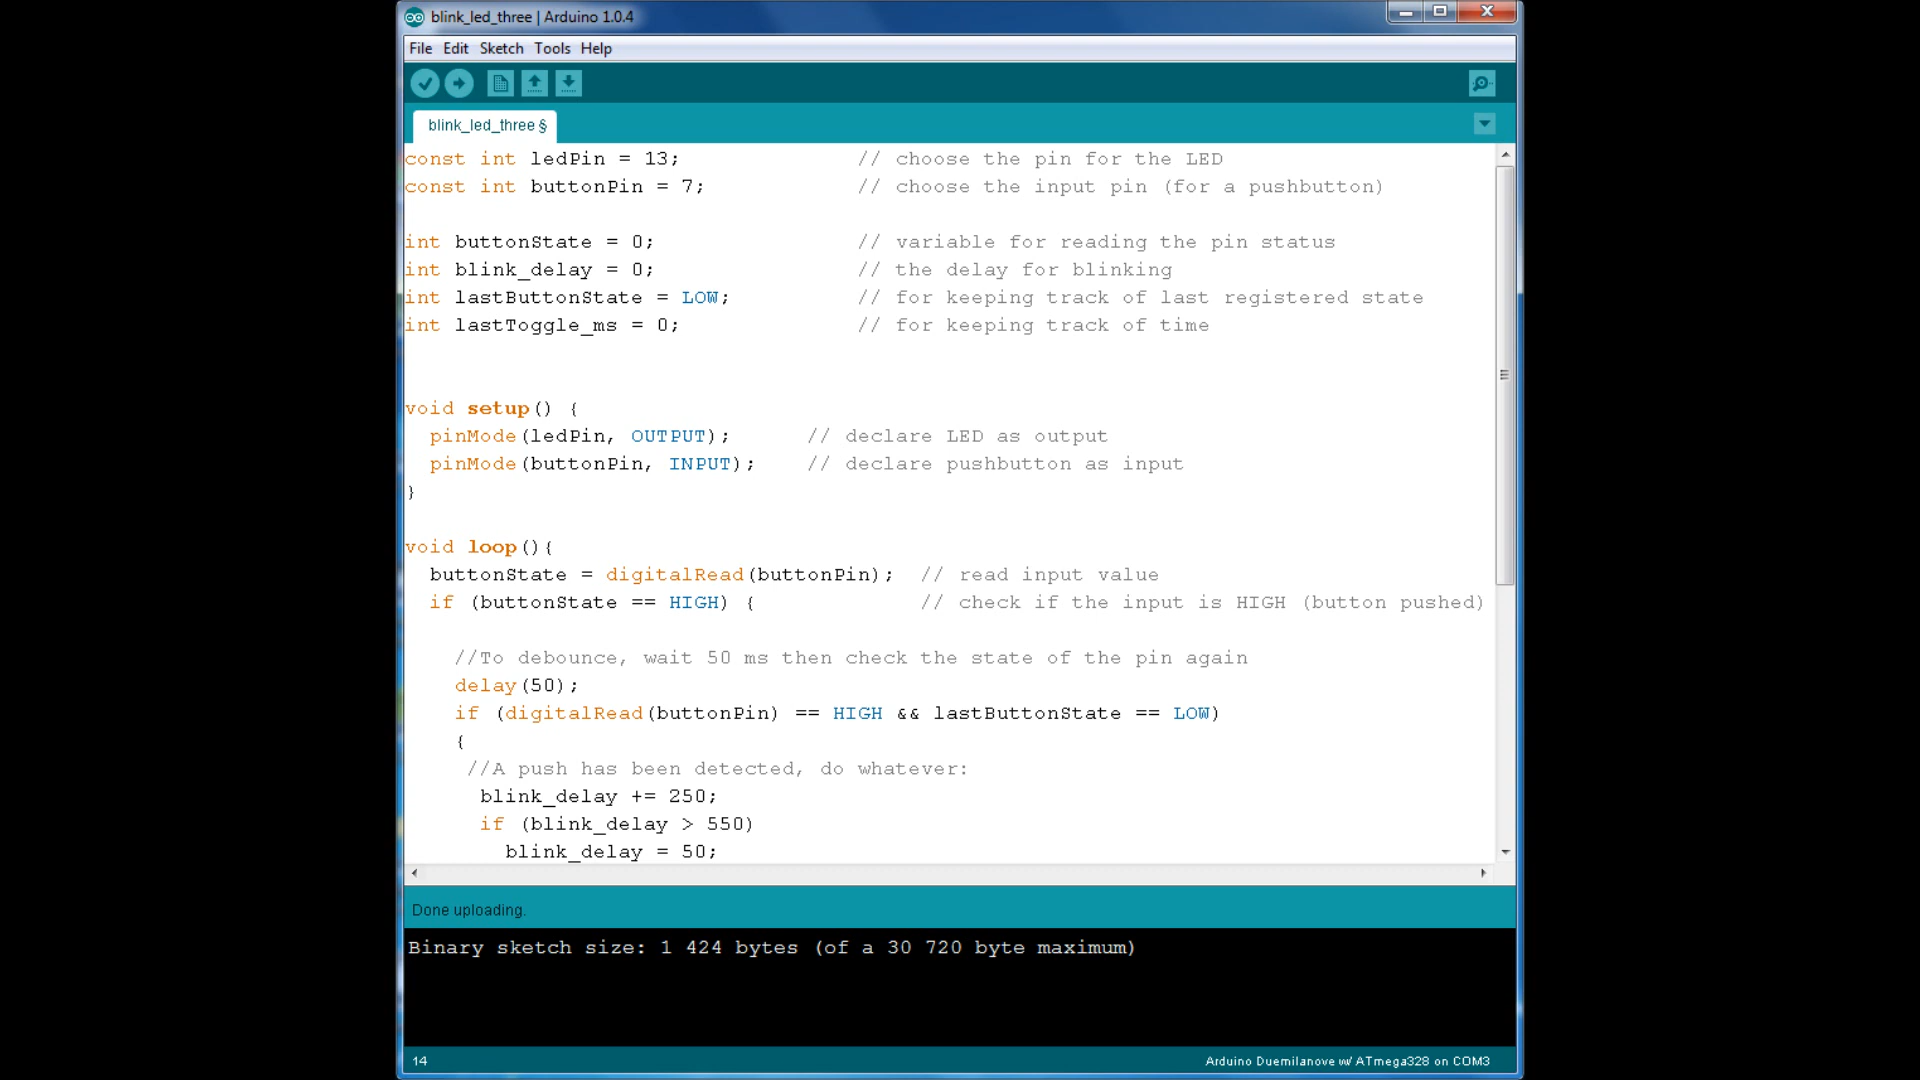 blink_led_three | Arduino 1.0.4
File Edit Sketch Tools Help
blink_led_three §
const int ledPin = 13; // choose the pin for the LED
const int buttonPin = 7; // choose the input pin (for a pushbutton)
int buttonState = 0; // variable for reading the pin status
int blink_delay = 0; // the delay for blinking
int lastButtonState = LOW; // for keeping track of last registered state
int lastToggle_ms = 0; // for keeping track of time
void setup() {
pinMode(ledPin, OUTPUT); // declare LED as output
pinMode(buttonPin, INPUT); // declare pushbutton as input
}
void loop(){
buttonState = digitalRead(buttonPin); // read input value
if (buttonState == HIGH) { // check if the input is HIGH (button pushed)
//To debounce, wait 50 ms then check the state of the pin again
delay(50);
if (digitalRead(buttonPin) == HIGH && lastButtonState == LOW)
{
//A push has been detected, do whatever:
blink_delay += 250;
if (blink_delay > 550)
blink_delay = 50;
Done uploading.
Binary sketch size: 1 424 bytes (of a 30 720 byte maximum)
14 Arduino Duemilanove w/ ATmega328 on COM3